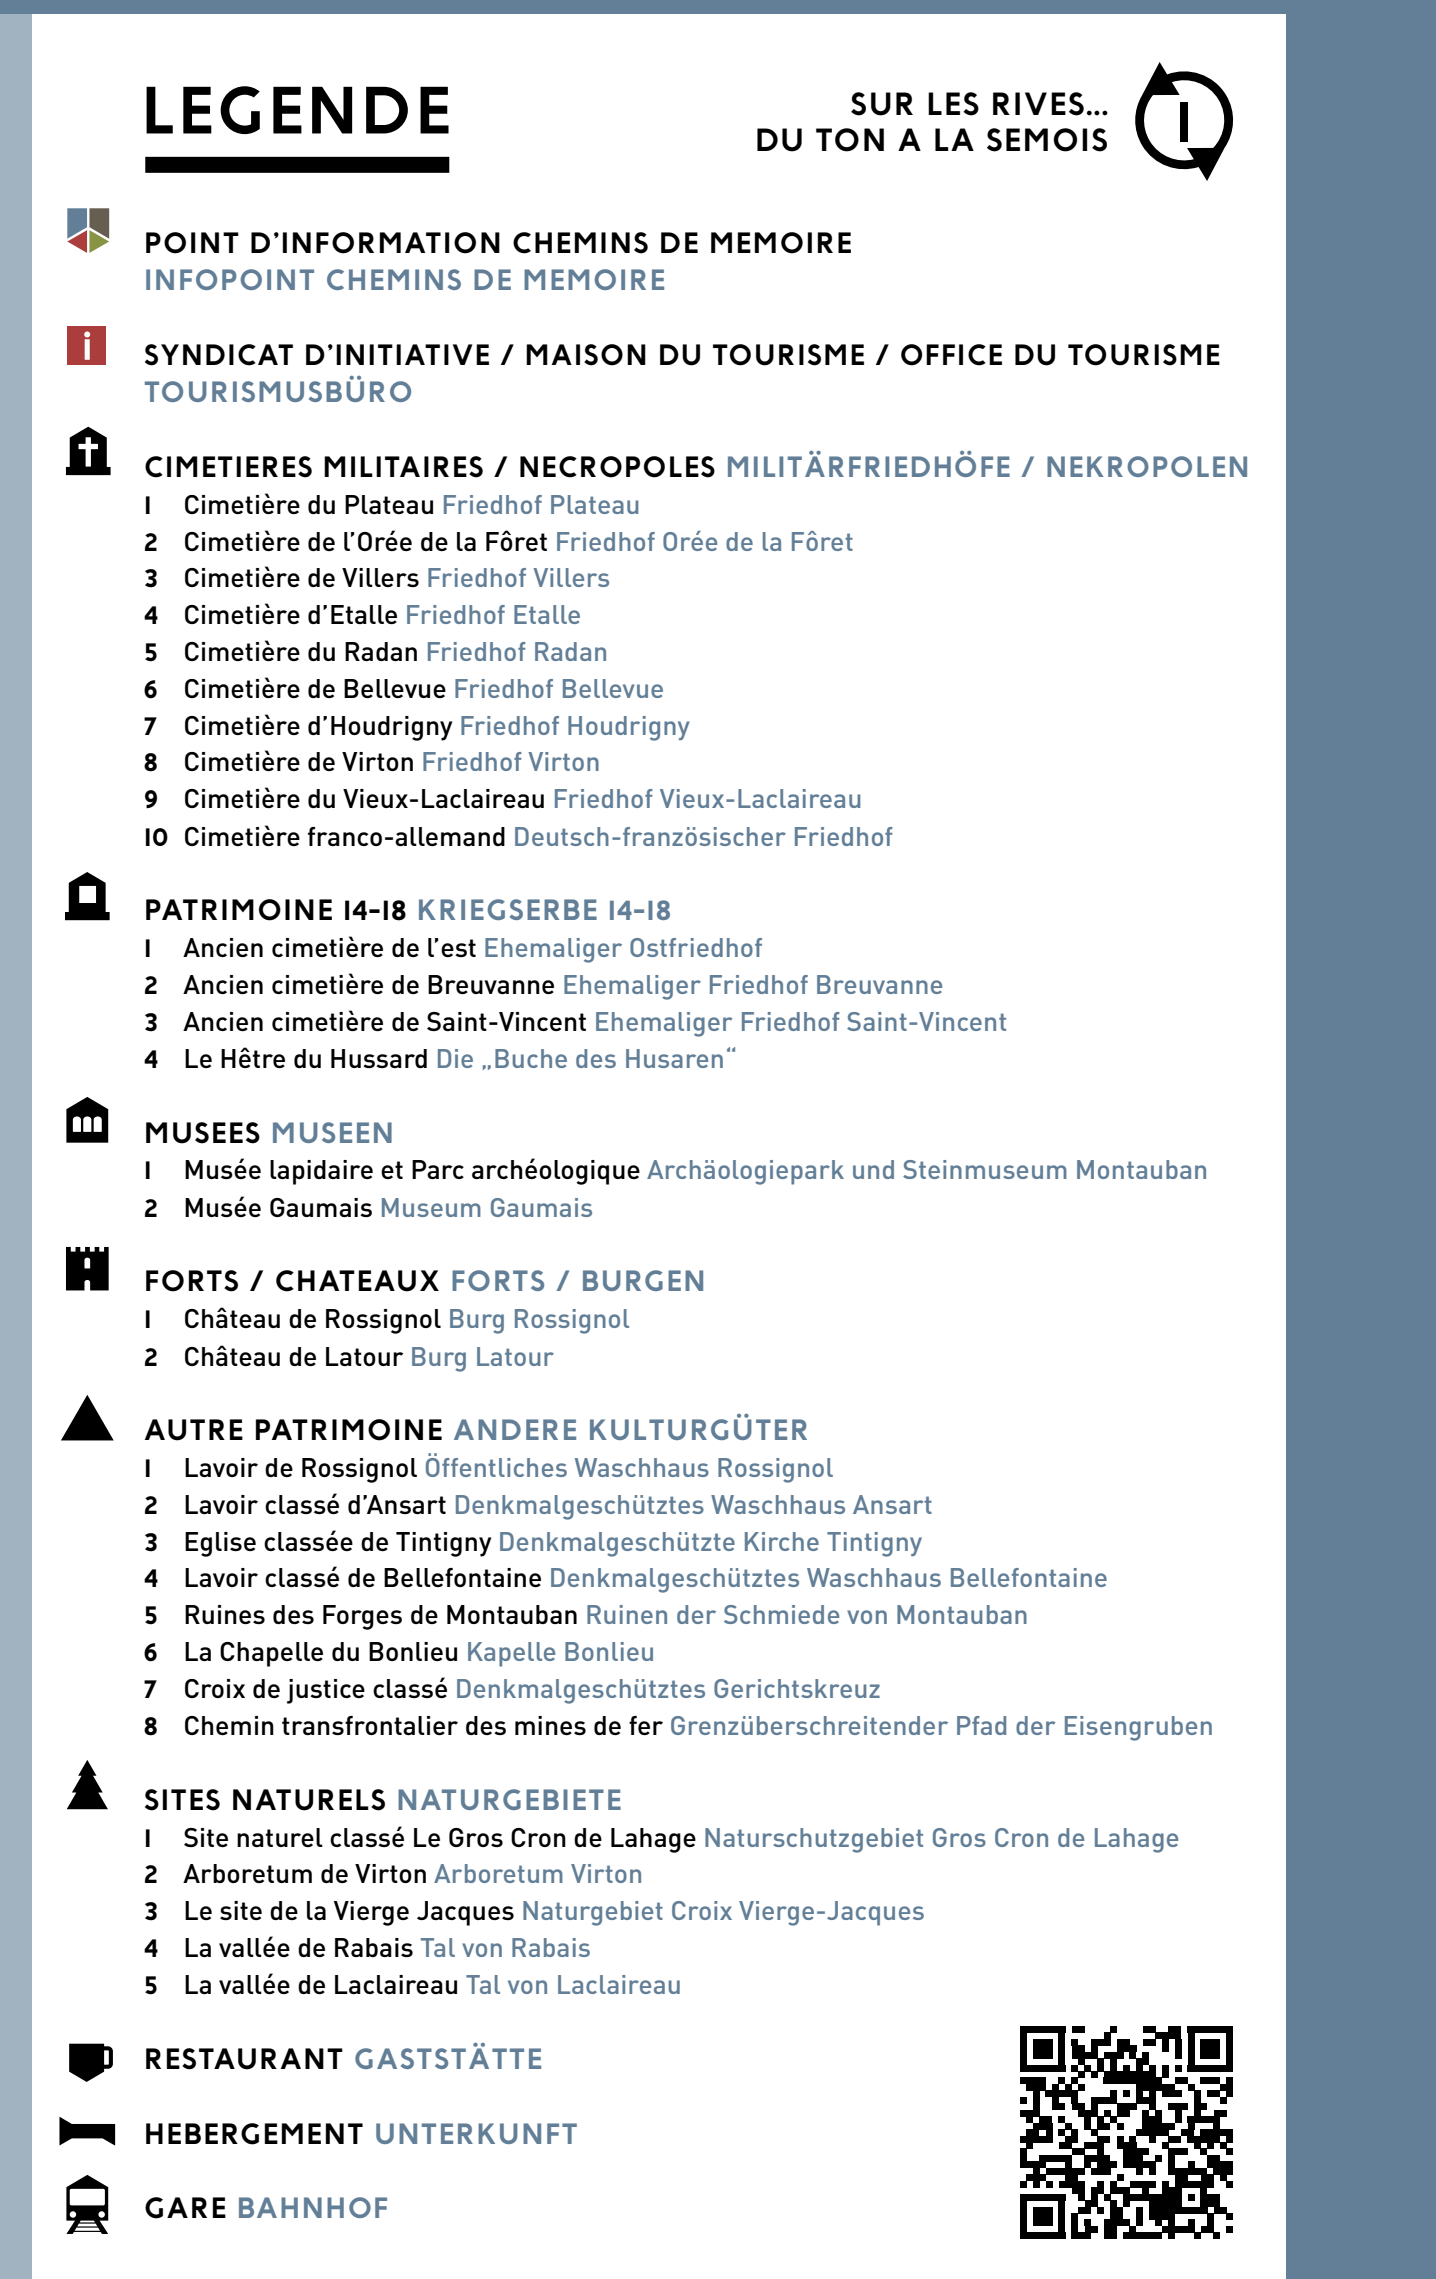 LEGENDE
SUR LES RIVES...
DU TON A LA SEMOIS
I
POINT D'INFORMATION CHEMINS DE MEMOIRE
INFOPOINT CHEMINS DE MEMOIRE
i
SYNDICAT D'INITIATIVE / MAISON DU TOURISME / OFFICE DU TOURISME
TOURISMUSBÜRO
CIMETIERES MILITAIRES / NECROPOLES MILITÄRFRIEDHÖFE / NEKROPOLEN
1 Cimetière du Plateau Friedhof Plateau
2 Cimetière de l'Orée de la Fôret Friedhof Orée de la Fôret
3 Cimetière de Villers Friedhof Villers
4 Cimetière d'Etalle Friedhof Etalle
5 Cimetière du Radan Friedhof Radan
6 Cimetière de Bellevue Friedhof Bellevue
7 Cimetière d'Houdrigny Friedhof Houdrigny
8 Cimetière de Virton Friedhof Virton
9 Cimetière du Vieux-Laclaireau Friedhof Vieux-Laclaireau
10 Cimetière franco-allemand Deutsch-französischer Friedhof
PATRIMOINE 14-18 KRIEGSERBE 14-18
1 Ancien cimetière de l'est Ehemaliger Ostfriedhof
2 Ancien cimetière de Breuvanne Ehemaliger Friedhof Breuvanne
3 Ancien cimetière de Saint-Vincent Ehemaliger Friedhof Saint-Vincent
4 Le Hêtre du Hussard Die „Buche des Husaren“
MUSEES MUSEEN
1 Musée lapidaire et Parc archéologique Archäologiepark und Steinmuseum Montauban
2 Musée Gaumais Museum Gaumais
FORTS / CHATEAUX FORTS / BURGEN
1 Château de Rossignol Burg Rossignol
2 Château de Latour Burg Latour
AUTRE PATRIMOINE ANDERE KULTURGÜTER
1 Lavoir de Rossignol Öffentliches Waschhaus Rossignol
2 Lavoir classé d'Ansart Denkmalgeschütztes Waschhaus Ansart
3 Eglise classée de Tintigny Denkmalgeschützte Kirche Tintigny
4 Lavoir classé de Bellefontaine Denkmalgeschütztes Waschhaus Bellefontaine
5 Ruines des Forges de Montauban Ruinen der Schmiede von Montauban
6 La Chapelle du Bonlieu Kapelle Bonlieu
7 Croix de justice classé Denkmalgeschütztes Gerichtskreuz
8 Chemin transfrontalier des mines de fer Grenzüberschreitender Pfad der Eisengruben
SITES NATURELS NATURGEBIETE
1 Site naturel classé Le Gros Cron de Lahage Naturschutzgebiet Gros Cron de Lahage
2 Arboretum de Virton Arboretum Virton
3 Le site de la Vierge Jacques Naturgebiet Croix Vierge-Jacques
4 La vallée de Rabais Tal von Rabais
5 La vallée de Laclaireau Tal von Laclaireau
RESTAURANT GASTSTÄTTE
HEBERGEMENT UNTERKUNFT
GARE BAHNHOF